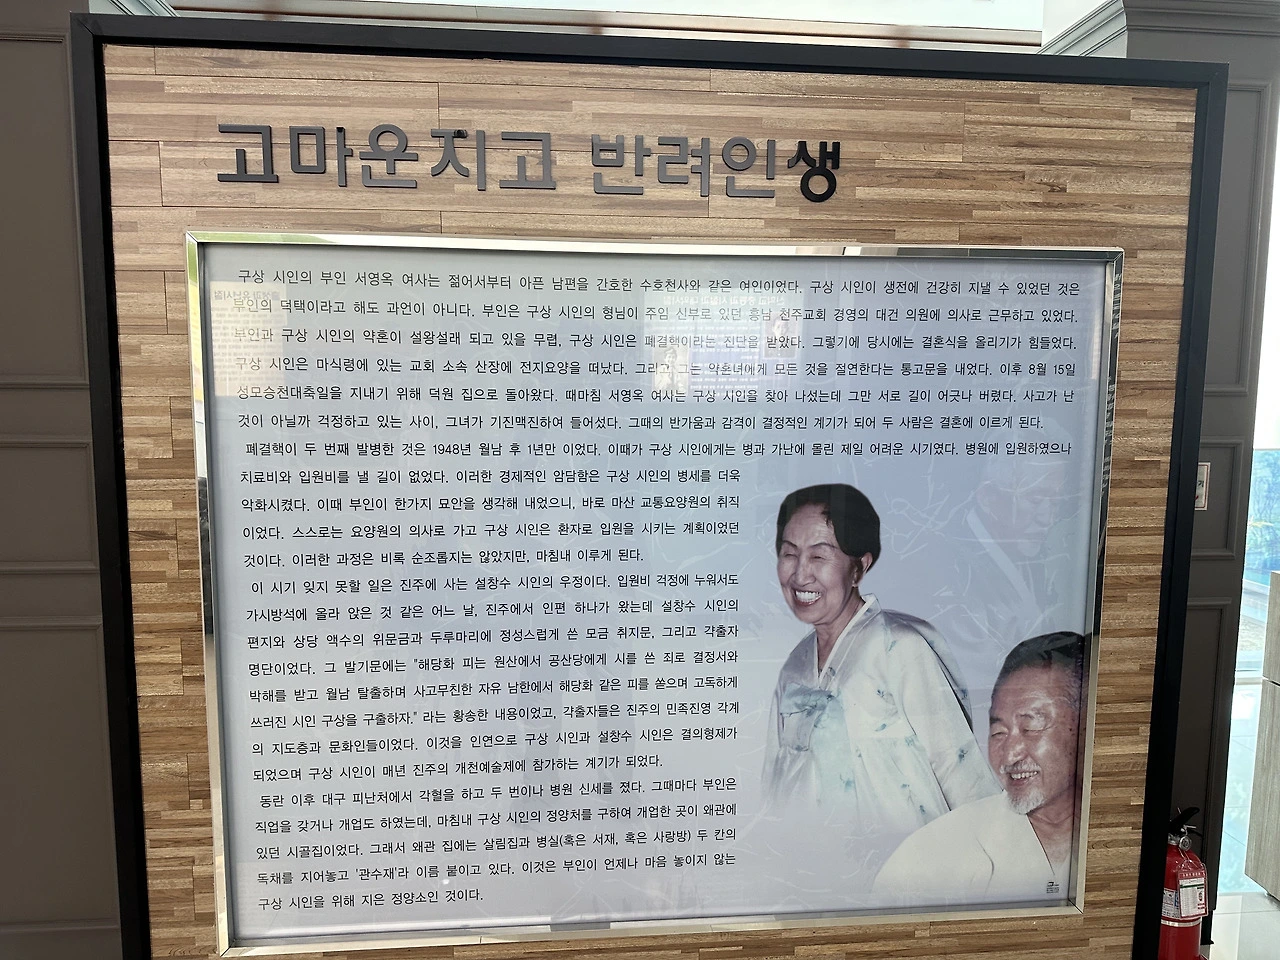 고마운지고 반려인생
구상 시인의 부인 서영옥 여사는 젊어서부터 아픈 남편을 간호한 수호천사와 같은 여인이었다. 구상 시인이 생전에 건강히 지낼 수 있었던 것은
부인의 덕택이라고 해도 과언이 아니다. 부인은 구상 시인의 형님이 주임 신부로 있던 흥남 천주교회 경영의 대건 의원에 의사로 근무하고 있었다.
부인과 구상 시인의 약혼이 설왕설래 되고 있을 무렵, 구상 시인은 폐결핵이라는 진단을 받았다. 그렇기에 당시에는 결혼식을 올리기가 힘들었다.
구상 시인은 마식령에 있는 교회 소속 산장에 전지요양을 떠났다. 그리고 그는 약혼녀에게 모든 것을 절연한다는 통고문을 내었다. 이후 8월 15일
성모승천대축일을 지내기 위해 덕원 집으로 돌아왔다. 때마침 서영옥 여사는 구상 시인을 찾아 나섰는데 그만 서로 길이 어긋나 버렸다. 사고가 난
것이 아닐까 걱정하고 있는 사이, 그녀가 기진맥진하여 들어섰다. 그때의 반가움과 감격이 결정적인 계기가 되어 두 사람은 결혼에 이르게 된다.
폐결핵이 두 번째 발병한 것은 1948년 월남 후 1년만 이었다. 이때가 구상 시인에게는 병과 가난에 몰린 제일 어려운 시기였다. 병원에 입원하였으나
치료비와 입원비를 낼 길이 없었다. 이러한 경제적인 암담함은 구상 시인의 병세를 더욱
악화시켰다. 이때 부인이 한가지 묘안을 생각해 내었으니, 바로 마산 교통요양원의 취직
이었다. 스스로는 요양원의 의사로 가고 구상 시인은 환자로 입원을 시키는 계획이었던
것이다. 이러한 과정은 비록 순조롭지는 않았지만, 마침내 이루게 된다.
이 시기 잊지 못할 일은 진주에 사는 설창수 시인의 우정이다. 입원비 걱정에 누워서도
가시방석에 올라 앉은 것 같은 어느 날, 진주에서 인편 하나가 왔는데 설창수 시인의
편지와 상당 액수의 위문금과 두루마리에 정성스럽게 쓴 모금 취지문, 그리고 갹출자
명단이었다. 그 발기문에는 "해당화 피는 원산에서 공산당에게 시를 쓴 죄로 결정서와
박해를 받고 월남 탈출하며 사고무친한 자유 남한에서 해당화 같은 피를 쏟으며 고독하게
쓰러진 시인 구상을 구출하자." 라는 황송한 내용이었고, 갹출자들은 진주의 민족진영 각계
의 지도층과 문화인들이었다. 이것을 인연으로 구상 시인과 설창수 시인은 결의형제가
되었으며 구상 시인이 매년 진주의 개천예술제에 참가하는 계기가 되었다.
동란 이후 대구 피난처에서 각혈을 하고 두 번이나 병원 신세를 졌다. 그때마다 부인은
직업을 갖거나 개업도 하였는데, 마침내 구상 시인의 정양처를 구하여 개업한 곳이 왜관에
있던 시골집이었다. 그래서 왜관 집에는 살림집과 병실(혹은 서재, 혹은 사랑방) 두 칸의
독채를 지어놓고 '관수재'라 이름 붙이고 있다. 이것은 부인이 언제나 마음 놓이지 않는
구상 시인을 위해 지은 정양소인 것이다.